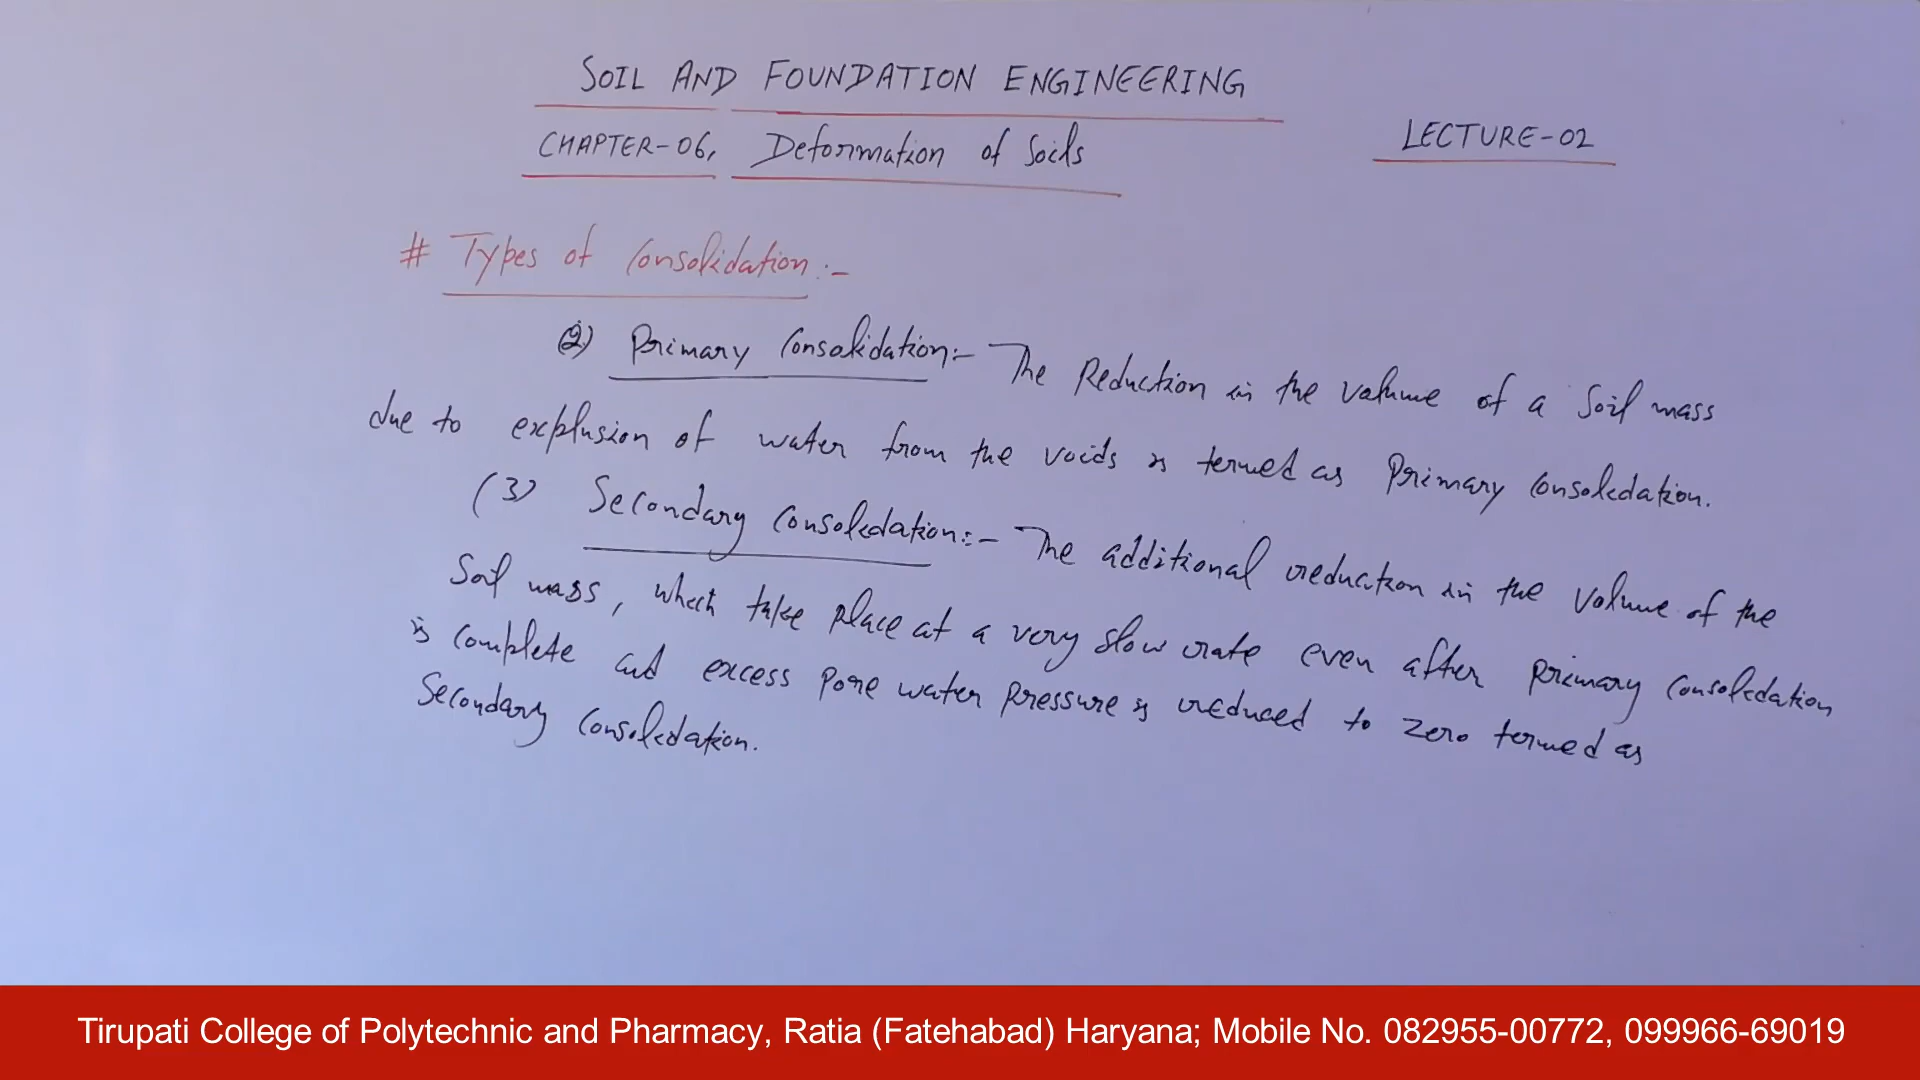 SOIL AND FOUNDATION ENGINEERING
CHAPTER-06, Deformation of Soils
LECTURE-02
# Types of Consolidation:-
(2) Primary Consolidation:- The Reduction in the volume of a Soil mass
due to explusion of water from the voids is termed as Primary Consolidation.
(3) Secondary Consolidation:- The additional reduction in the volume of the
Soil mass, which take place at a very slow rate even after primary consolidation
is complete and excess pore water pressure is reduced to zero termed as
Secondary Consolidation.
Tirupati College of Polytechnic and Pharmacy, Ratia (Fatehabad) Haryana; Mobile No. 082955-00772, 099966-69019